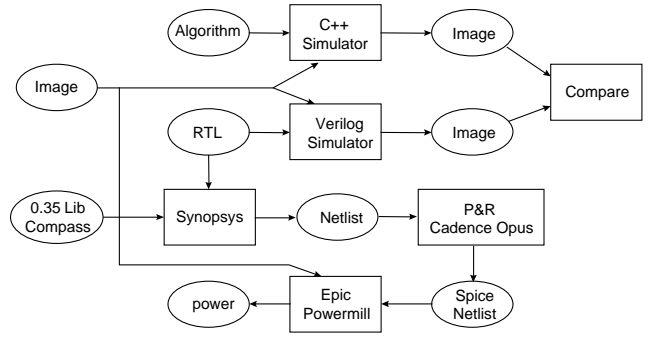 Algorithm
C++
Simulator
Image
Image
Compare
RTL
Verilog
Simulator
Image
0.35 Lib
Compass
Synopsys
Netlist
P&R
Cadence Opus
power
Epic
Powermill
Spice
Netlist